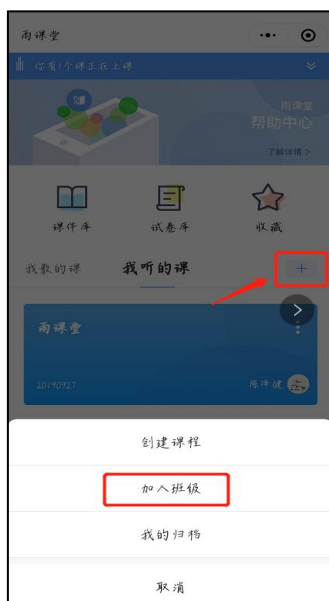 雨课堂
你有1个课正在上课
雨课堂
帮助中心
了解详情 >
课件库
试卷库
收藏
我教的课
我听的课
+
雨课堂
20190927
取消
创建课程
加入班级
我的归档